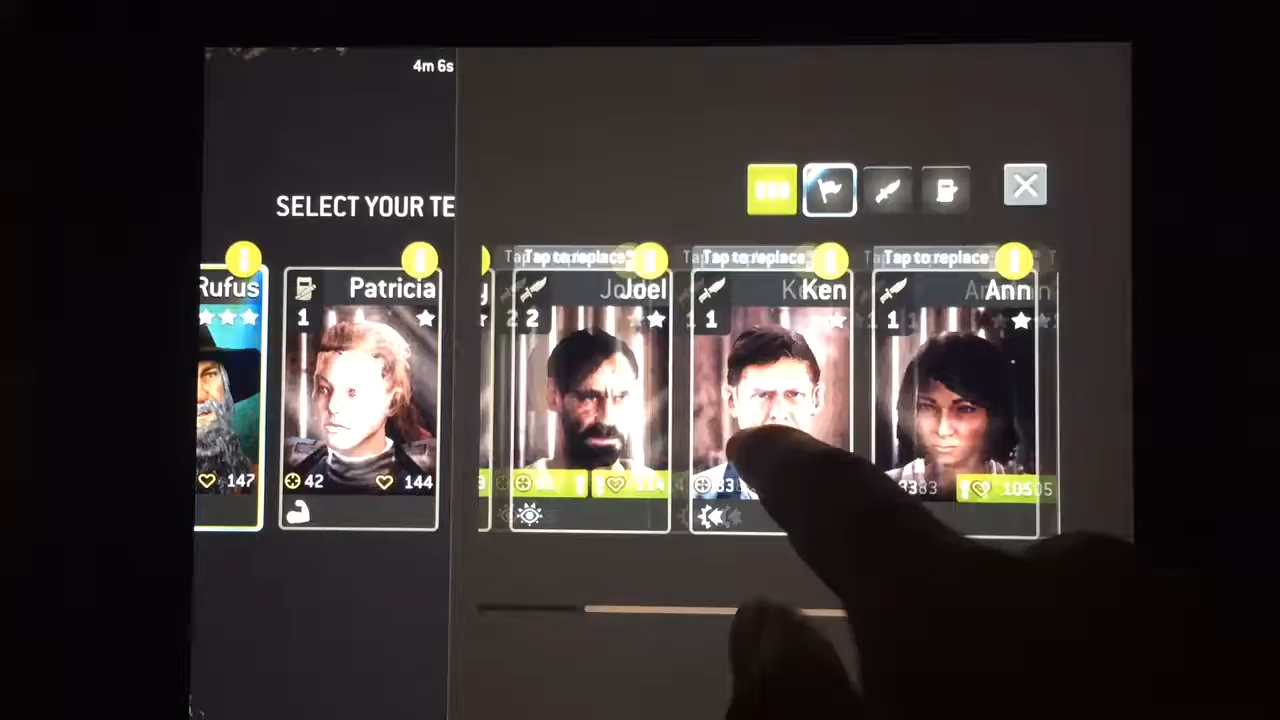 4m 6s
SELECT YOUR TE
Rufus
147
Patricia
1
42
144
Tap to replace
Joel
2
Tap to replace
Ken
1
Tap to replace
Ann
1